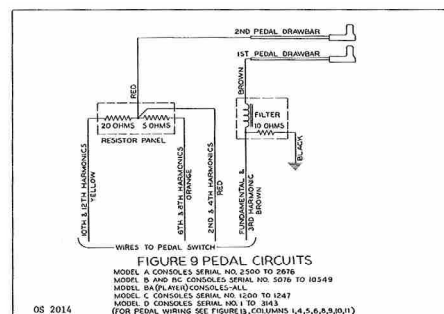 2ND PEDAL DRAWBAR
1ST PEDAL DRAWBAR
RED
BROWN
20 OHMS
5 OHMS
RESISTOR PANEL
FILTER
10 OHMS
BLACK
10TH & 12TH HARMONICS
YELLOW
6TH & 8TH HARMONICS
ORANGE
2ND & 4TH HARMONICS
RED
FUNDAMENTAL &
3RD HARMONIC
BROWN
WIRES TO PEDAL SWITCH
FIGURE 9 PEDAL CIRCUITS
MODEL A CONSOLES SERIAL NO. 2500 TO 2676
MODEL B AND BC CONSOLES SERIAL NO. 5076 TO 10549
MODEL BA (PLAYER) CONSOLES-ALL
MODEL C CONSOLES SERIAL NO. 1200 TO 1247
MODEL D CONSOLES SERIAL NO. 1 TO 3143
(FOR PEDAL WIRING SEE FIGURE 13, COLUMNS 1,4,5,6,8,9,10,11)
OS 2014